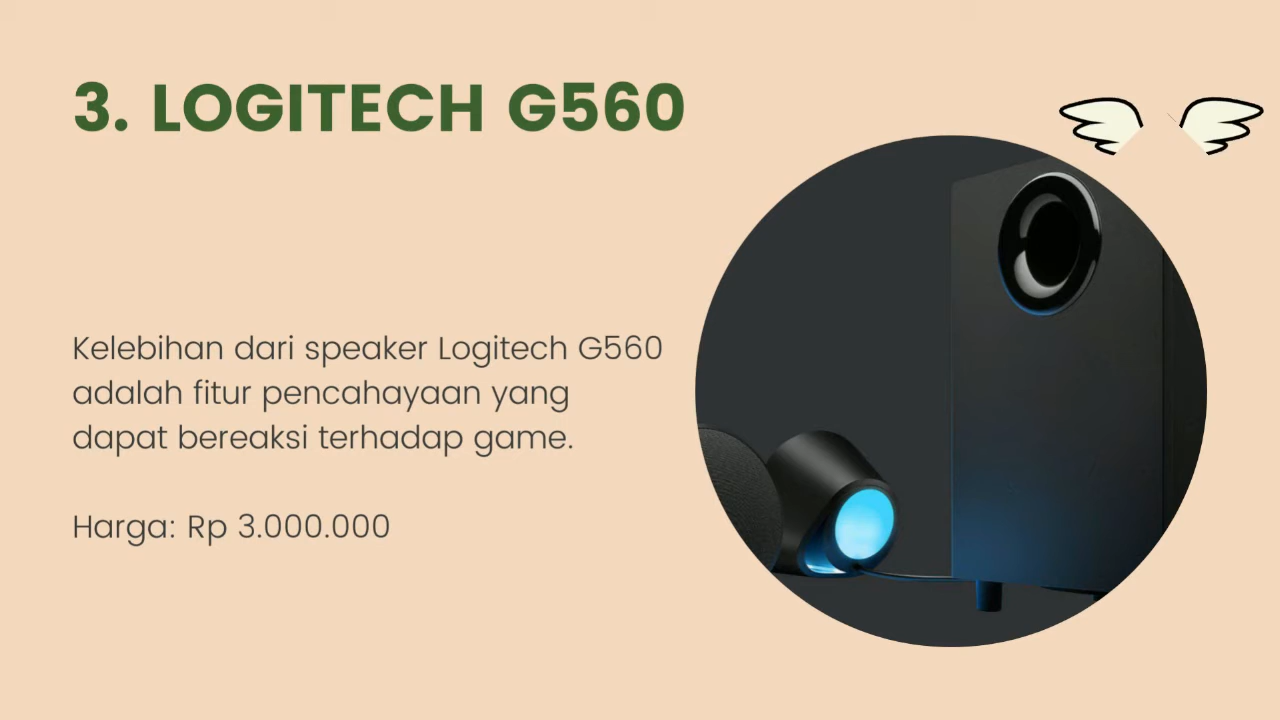 3. LOGITECH G560
Kelebihan dari speaker Logitech G560
adalah fitur pencahayaan yang
dapat bereaksi terhadap game.
Harga: Rp 3.000.000